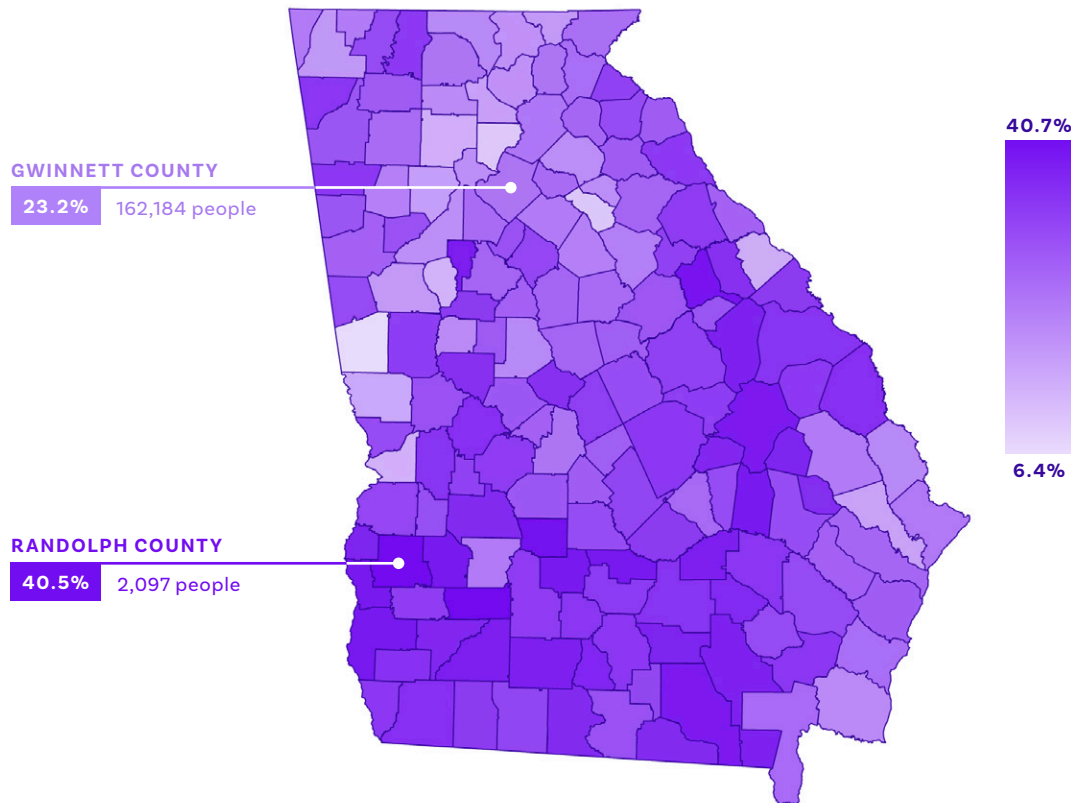 GWINNETT COUNTY
23.2% 162,184 people
RANDOLPH COUNTY
40.5% 2,097 people
40.7%
6.4%